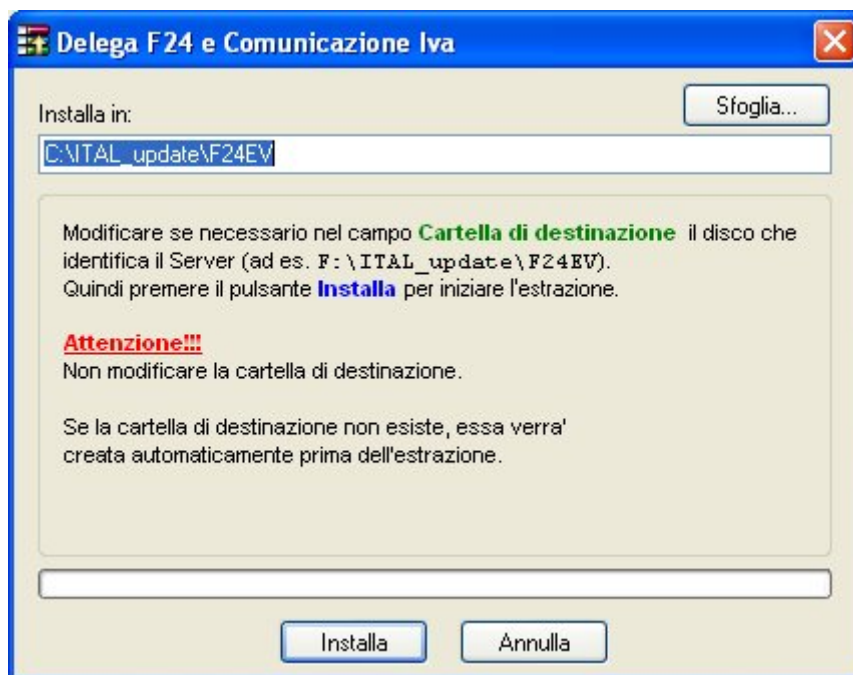 Delega F24 e Comunicazione Iva
Installa in:
Sfoglia...
C:\ITAL_update\F24EV
Modificare se necessario nel campo Cartella di destinazione il disco che
identifica il Server (ad es. F:\ITAL_update\F24EV).
Quindi premere il pulsante Installa per iniziare l'estrazione.
Attenzione!!!
Non modificare la cartella di destinazione.
Se la cartella di destinazione non esiste, essa verra'
creata automaticamente prima dell'estrazione.
Installa
Annulla